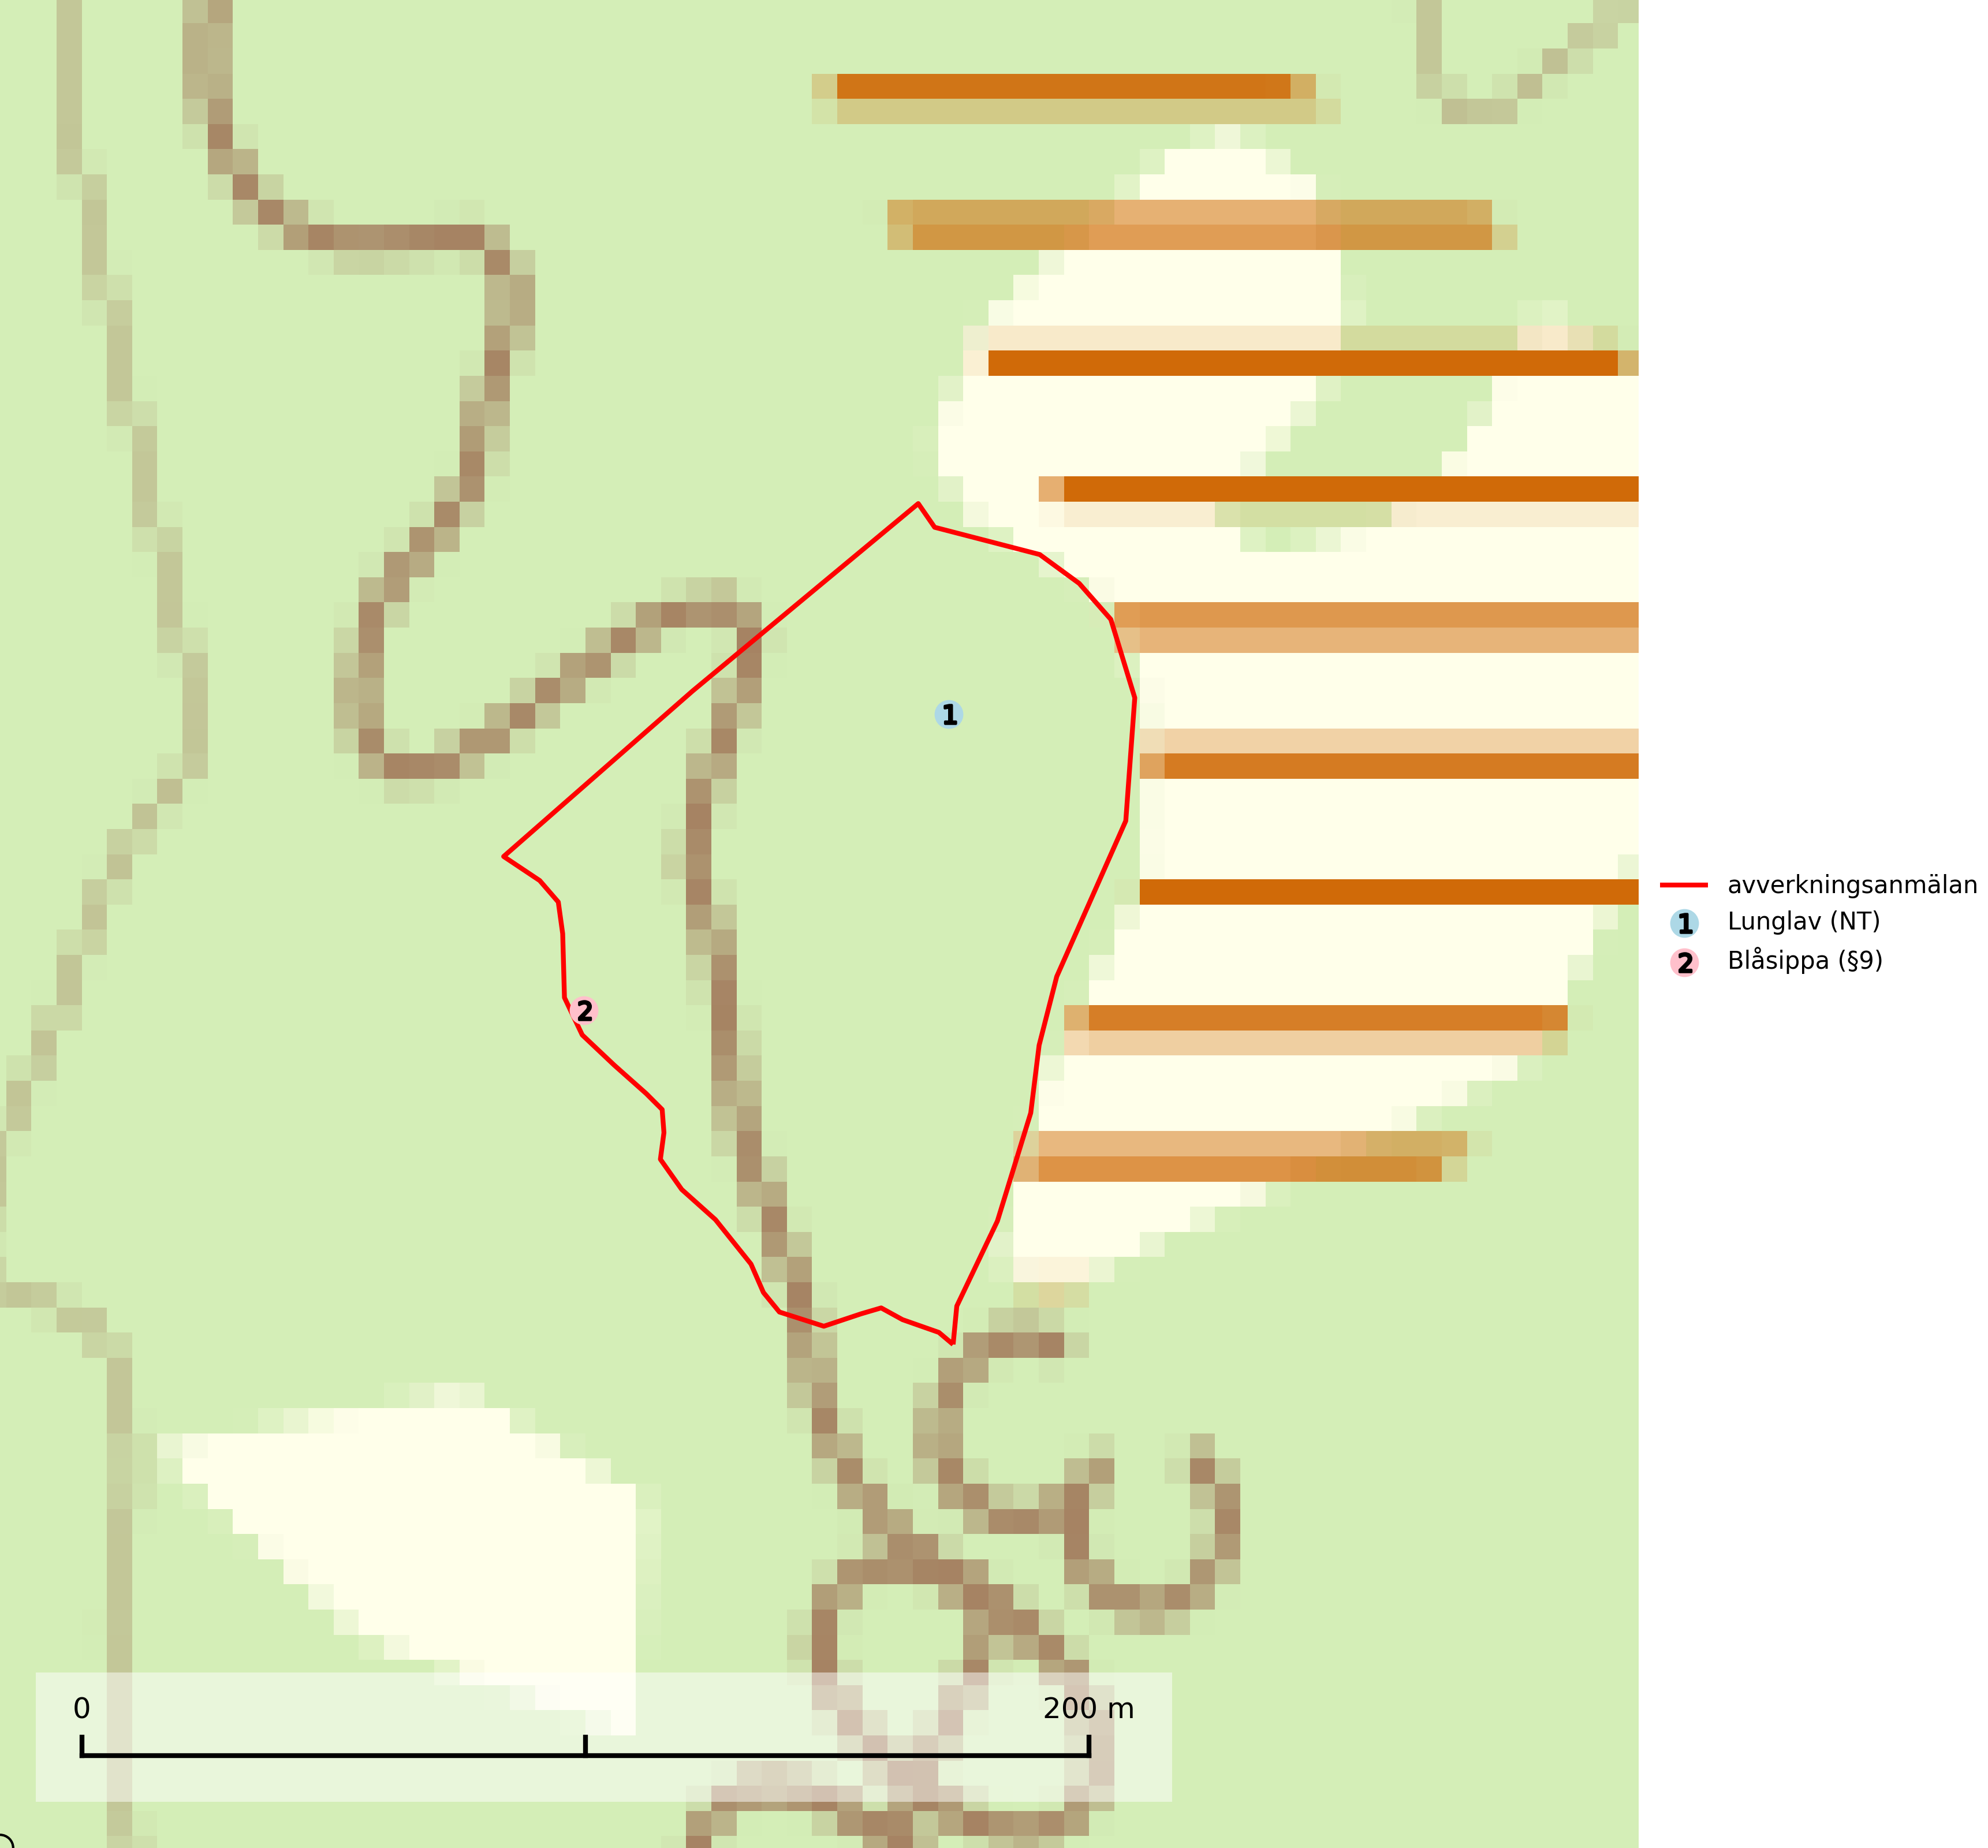 1
2
avverkningsanmälan
1 Lunglav (NT)
2 Blåsippa (§9)
0 200 m